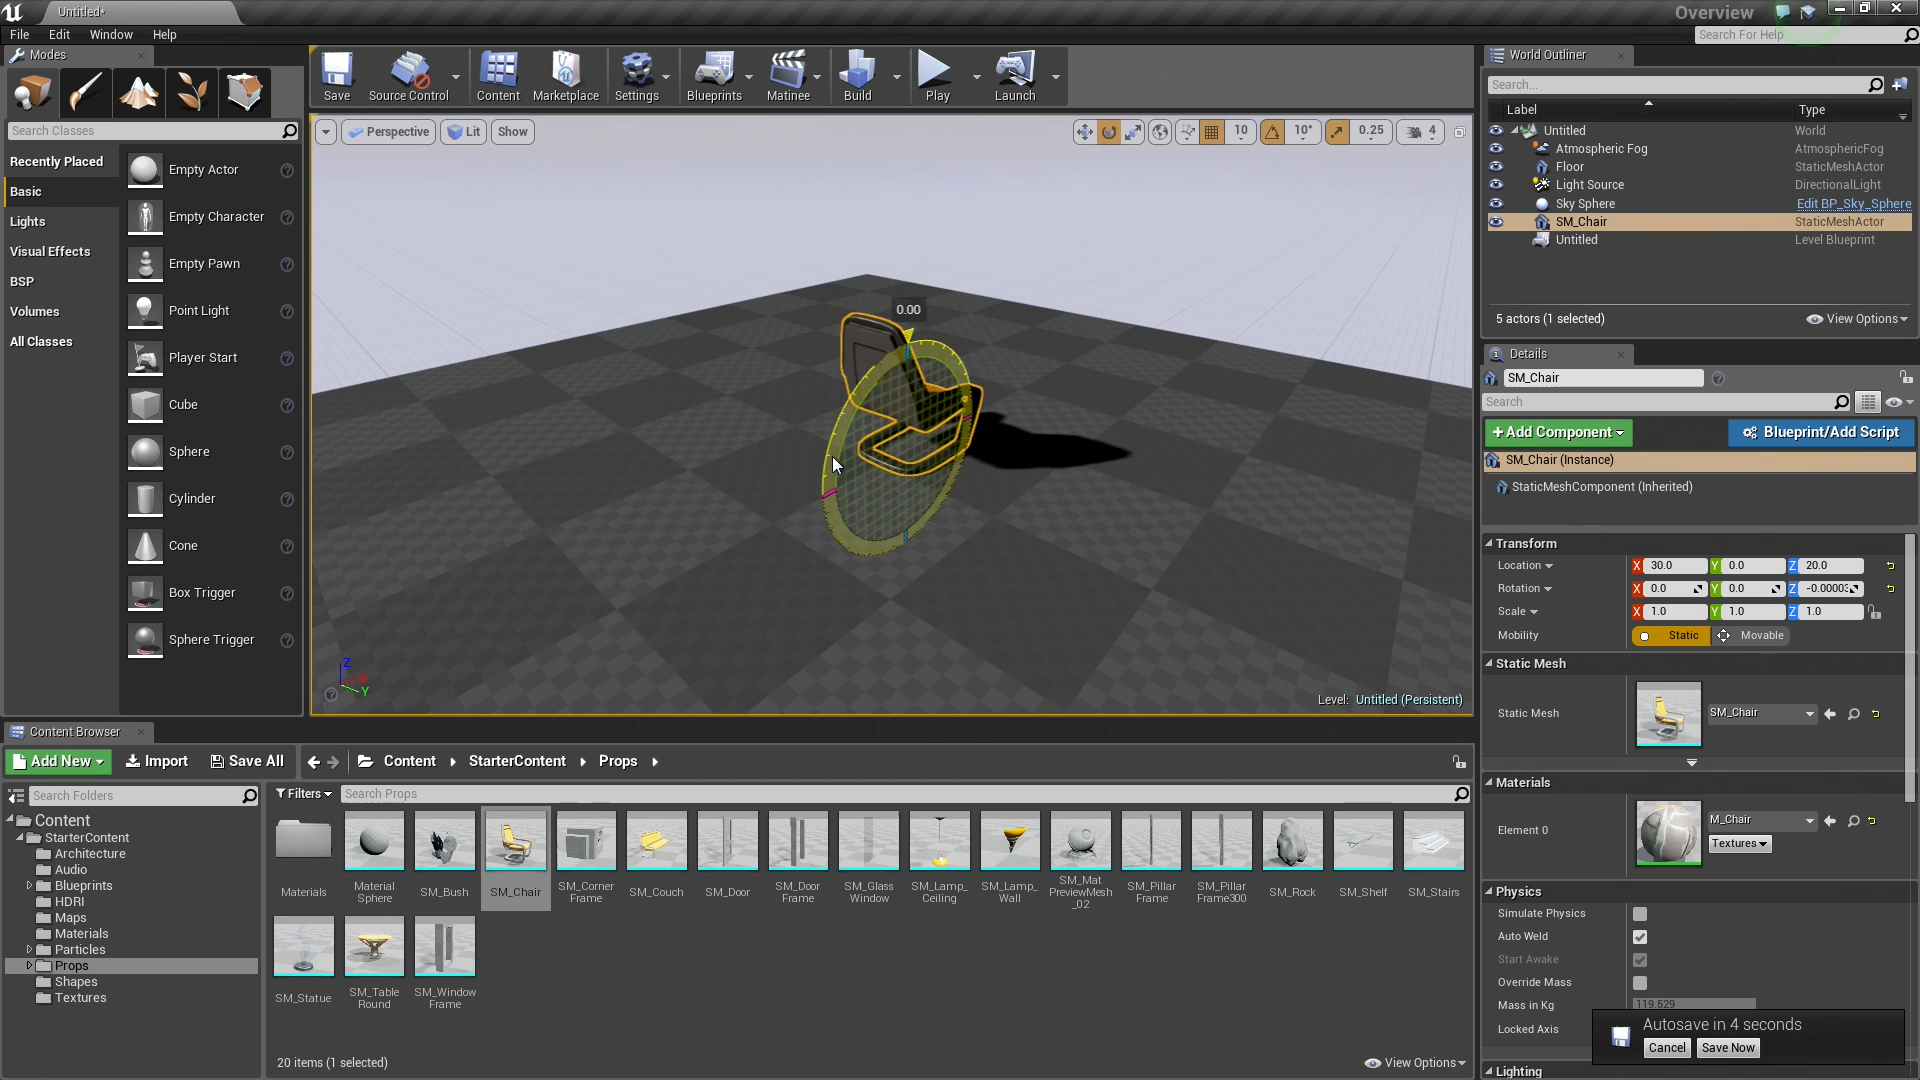 Untitled•
Overview
File Edit Window Help
Search For Help
Modes
Search Classes
Recently Placed
Basic
Lights
Visual Effects
BSP
Volumes
All Classes
Empty Actor
Empty Character
Empty Pawn
Point Light
Player Start
Cube
Sphere
Cylinder
Cone
Box Trigger
Sphere Trigger
Save Source Control Content Marketplace Settings Blueprints Matinee Build Play Launch
Perspective Lit Show
10 10° 0.25 4
0.00
Z
X
Y
Level: Untitled (Persistent)
World Outliner
Search...
Label Type
Untitled World
Atmospheric Fog AtmosphericFog
Floor StaticMeshActor
Light Source DirectionalLight
Sky Sphere Edit BP_Sky_Sphere
SM_Chair StaticMeshActor
Untitled Level Blueprint
5 actors (1 selected) View Options
Details
SM_Chair
Search
+Add Component Blueprint/Add Script
SM_Chair (Instance)
StaticMeshComponent (Inherited)
Transform
Location X 30.0 Y 0.0 Z 20.0
Rotation X 0.0 Y 0.0 Z -0.00003
Scale X 1.0 Y 1.0 Z 1.0
Mobility Static Movable
Static Mesh
Static Mesh SM_Chair
Materials
Element 0 M_Chair
Textures
Physics
Simulate Physics
Auto Weld
Start Awake
Override Mass
Mass in Kg 119.529
Locked Axis
Lighting
Autosave in 4 seconds
Cancel Save Now
Content Browser
Add New Import Save All Content StarterContent Props
Search Folders
Filters Search Props
Content
StarterContent
Architecture
Audio
Blueprints
HDRI
Maps
Materials
Particles
Props
Shapes
Textures
Materials
Material
Sphere
SM_Bush
SM_Chair
SM_Corner
Frame
SM_Couch
SM_Door
SM_Door
Frame
SM_Glass
Window
SM_Lamp_
Ceiling
SM_Lamp_
Wall
SM_Mat
PreviewMesh
_02
SM_Pillar
Frame
SM_Pillar
Frame300
SM_Rock
SM_Shelf
SM_Stairs
SM_Statue
SM_Table
Round
SM_Window
Frame
20 items (1 selected) View Options